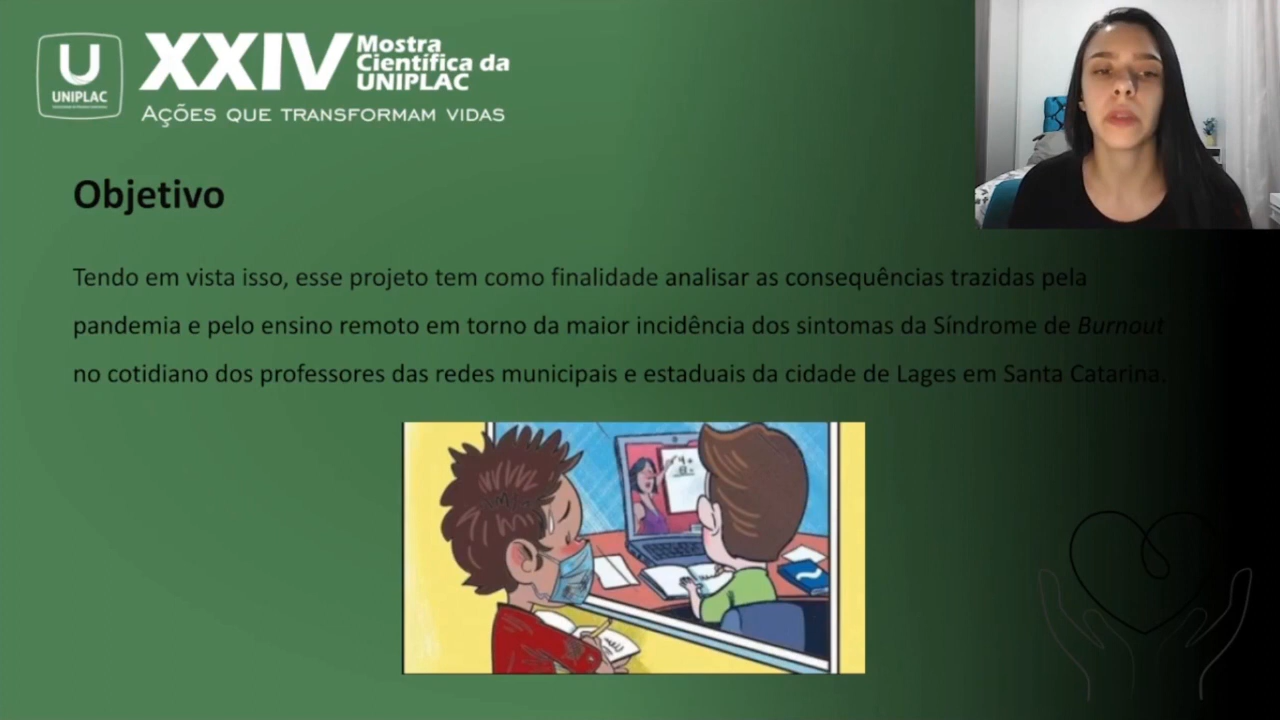 U
UNIPLAC
XXIV Mostra
Científica da
UNIPLAC
AÇÕES QUE TRANSFORMAM VIDAS
Objetivo
Tendo em vista isso, esse projeto tem como finalidade analisar as consequências trazidas pela
pandemia e pelo ensino remoto em torno da maior incidência dos sintomas da Síndrome de Burnout
no cotidiano dos professores das redes municipais e estaduais da cidade de Lages em Santa Catarina.